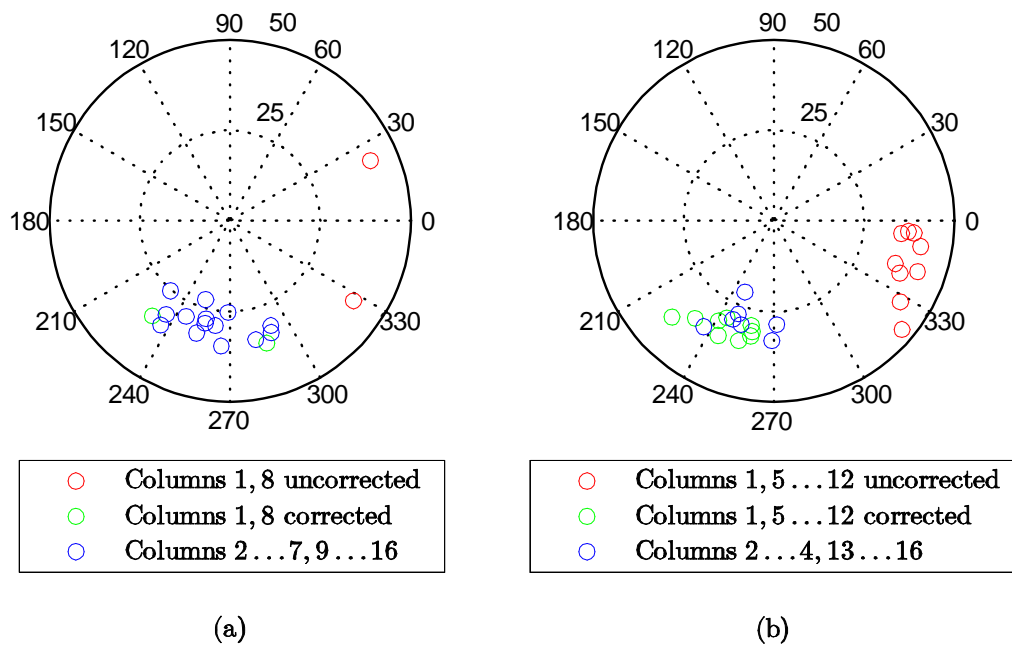 90 50
120 60
150 25 30
180 0
210 330
240 300
270
Columns 1, 8 uncorrected
Columns 1, 8 corrected
Columns 2 … 7, 9 … 16
(a)
90 50
120 60
150 25 30
180 0
210 330
240 300
270
Columns 1, 5 … 12 uncorrected
Columns 1, 5 … 12 corrected
Columns 2 … 4, 13 … 16
(b)